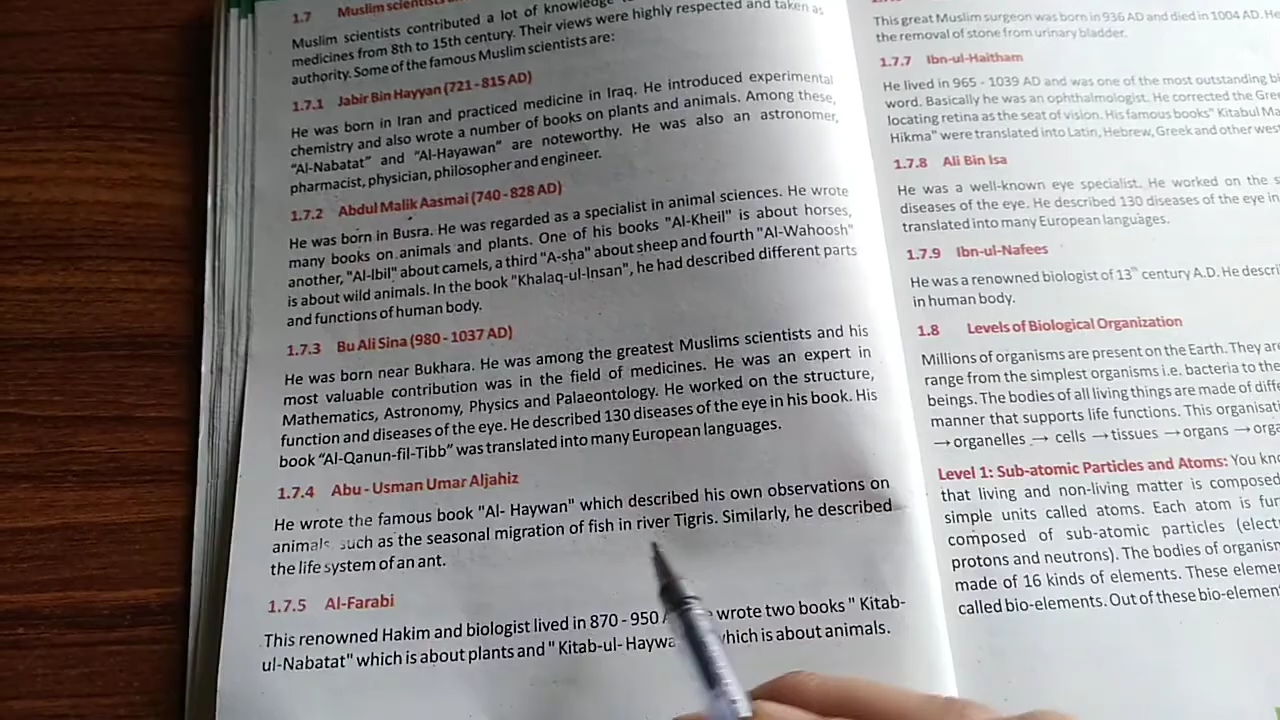 1.7 Muslim scientists
Muslim scientists contributed a lot of knowledge
medicines from 8th to 15th century. Their views were highly respected and taken as
authority. Some of the famous Muslim scientists are:
1.7.1 Jabir Bin Hayyan (721 - 815 AD)
He was born in Iran and practiced medicine in Iraq. He introduced experimental
chemistry and also wrote a number of books on plants and animals. Among these,
"Al-Nabatat" and "Al-Hayawan" are noteworthy. He was also an astronomer,
pharmacist, physician, philosopher and engineer.
1.7.2 Abdul Malik Aasmai (740 - 828 AD)
He was born in Busra. He was regarded as a specialist in animal sciences. He wrote
many books on animals and plants. One of his books "Al-Kheil" is about horses,
another, "Al-Ibil" about camels, a third "A-sha" about sheep and fourth "Al-Wahoosh"
is about wild animals. In the book "Khalaq-ul-Insan", he had described different parts
and functions of human body.
1.7.3 Bu Ali Sina (980 - 1037 AD)
He was born near Bukhara. He was among the greatest Muslims scientists and his
most valuable contribution was in the field of medicines. He was an expert in
Mathematics, Astronomy, Physics and Palaeontology. He worked on the structure,
function and diseases of the eye. He described 130 diseases of the eye in his book. His
book "Al-Qanun-fil-Tibb" was translated into many European languages.
1.7.4 Abu - Usman Umar Aljahiz
He wrote the famous book "Al- Haywan" which described his own observations on
animals such as the seasonal migration of fish in river Tigris. Similarly, he described
the life system of an ant.
1.7.5 Al-Farabi
This renowned Hakim and biologist lived in 870 - 950 wrote two books " Kitab-
ul-Nabatat" which is about plants and " Kitab-ul- Haywa which is about animals.
This great Muslim surgeon was born in 936 AD and died in 1004 AD. He
the removal of stone from urinary bladder.
1.7.7 Ibn-ul-Haitham
He lived in 965 - 1039 AD and was one of the most outstanding bi
word. Basically he was an ophthalmologist. He corrected the Gre
locating retina as the seat of vision. His famous books" Kitabul Ma
Hikma" were translated into Latin, Hebrew, Greek and other wes
1.7.8 Ali Bin Isa
He was a well-known eye specialist. He worked on the s
diseases of the eye. He described 130 diseases of the eye in
translated into many European languages.
1.7.9 Ibn-ul-Nafees
He was a renowned biologist of 13th century A.D. He descri
in human body.
1.8 Levels of Biological Organization
Millions of organisms are present on the Earth. They are
range from the simplest organisms i.e. bacteria to the
beings. The bodies of all living things are made of diff
manner that supports life functions. This organisat
→organelles → cells →tissues →organs →orga
Level 1: Sub-atomic Particles and Atoms: You kno
that living and non-living matter is composed
simple units called atoms. Each atom is fur
composed of sub-atomic particles (elect
protons and neutrons). The bodies of organism
made of 16 kinds of elements. These eleme
called bio-elements. Out of these bio-elemen